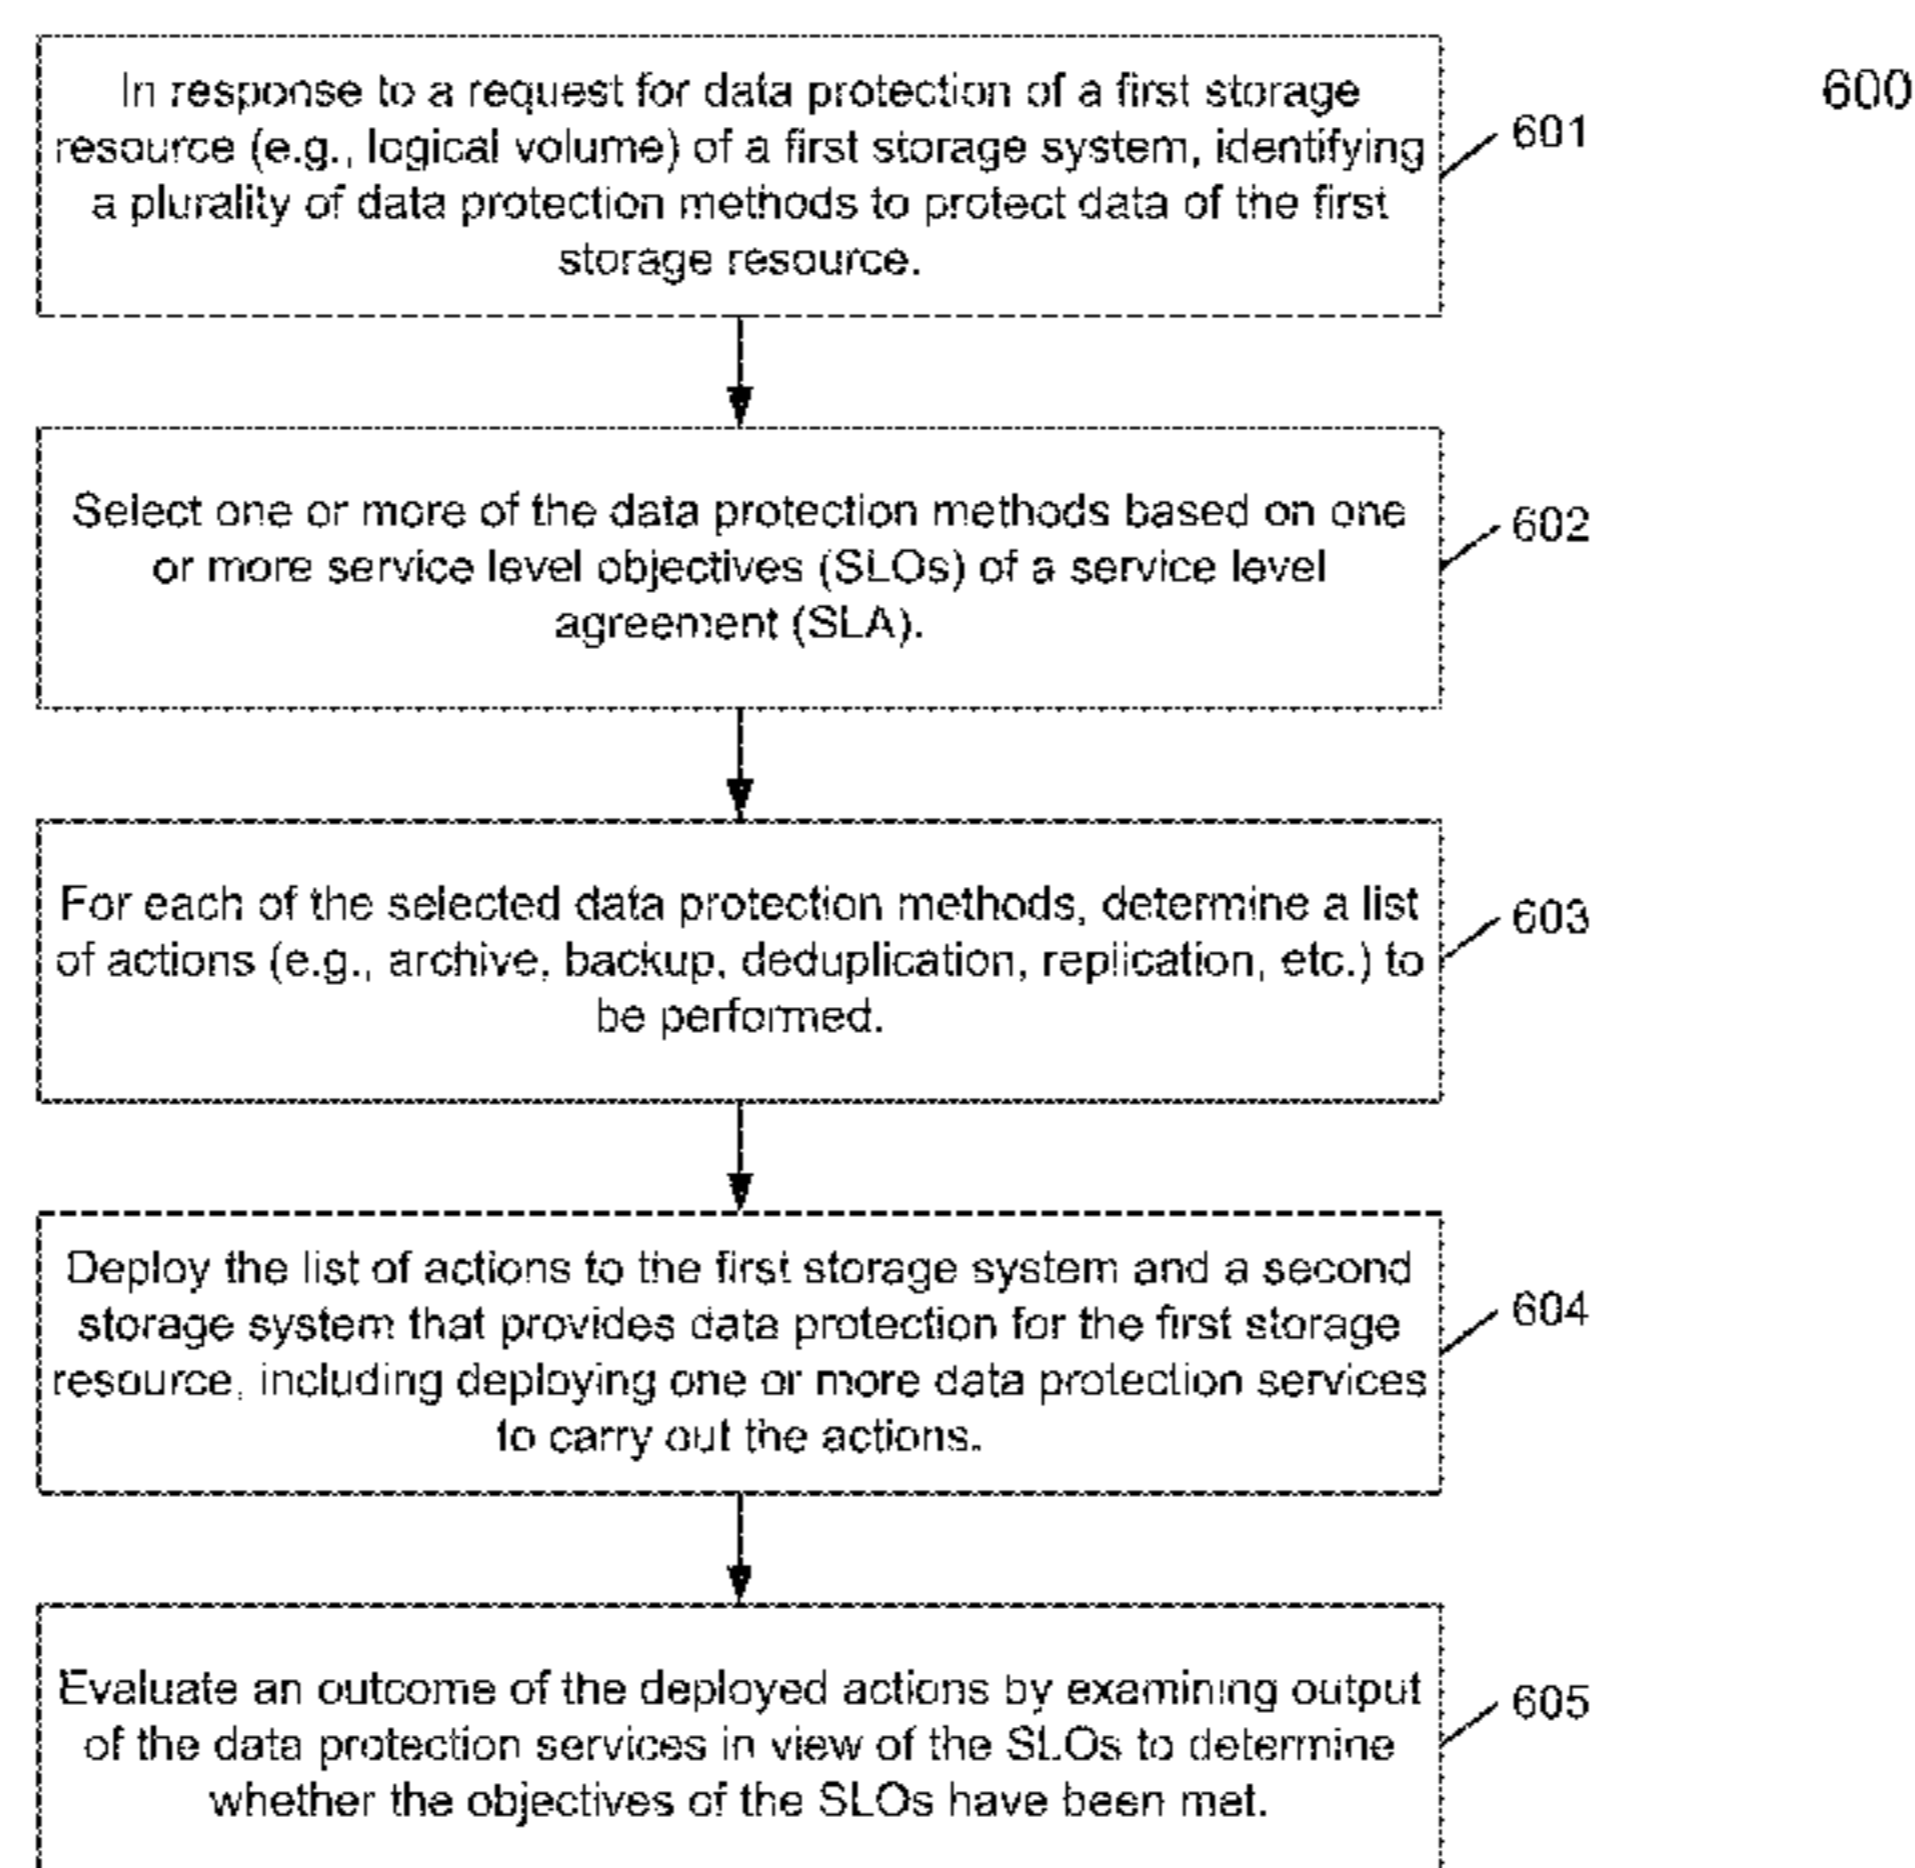 600
In response to a request for data protection of a first storage
resource (e.g., logical volume) of a first storage system, identifying
a plurality of data protection methods to protect data of the first
storage resource.
601
Select one or more of the data protection methods based on one
or more service level objectives (SLOs) of a service level
agreement (SLA).
602
For each of the selected data protection methods, determine a list
of actions (e.g., archive, backup, deduplication, replication, etc.) to
be performed.
603
Deploy the list of actions to the first storage system and a second
storage system that provides data protection for the first storage
resource, including deploying one or more data protection services
to carry out the actions.
604
Evaluate an outcome of the deployed actions by examining output
of the data protection services in view of the SLOs to determine
whether the objectives of the SLOs have been met.
605